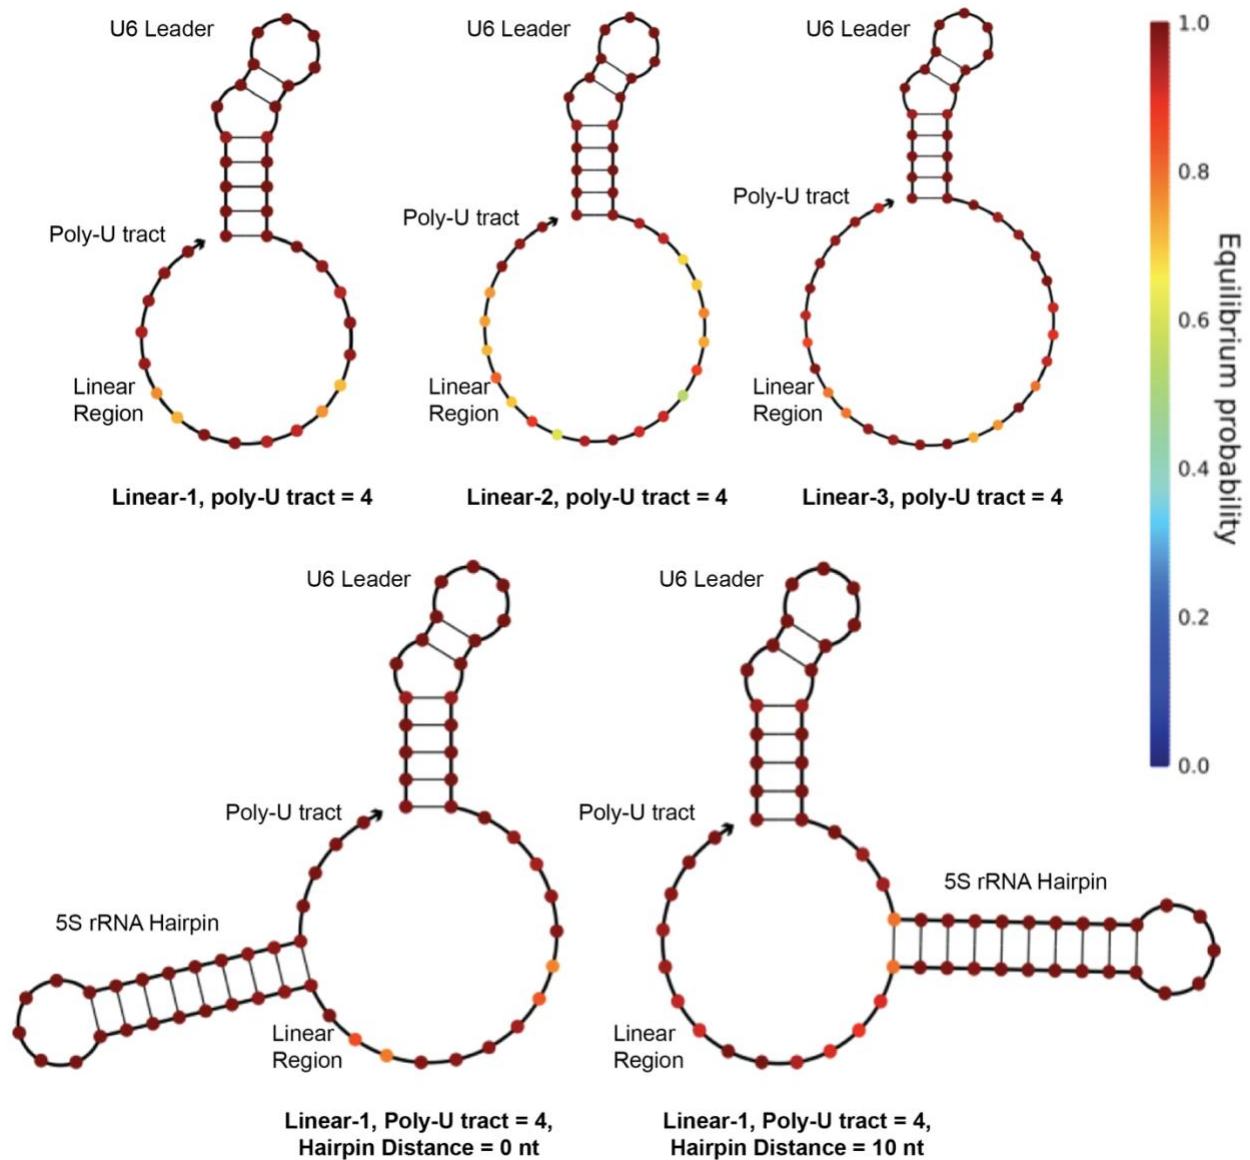 U6 Leader
Poly-U tract
Linear
Region
Linear-1, poly-U tract = 4
U6 Leader
Poly-U tract
Linear
Region
Linear-2, poly-U tract = 4
U6 Leader
Poly-U tract
Linear
Region
Linear-3, poly-U tract = 4
1.0
0.8
0.6
0.4
0.2
0.0
Equilibrium probability
U6 Leader
Poly-U tract
5S rRNA Hairpin
Linear
Region
Linear-1, Poly-U tract = 4,
Hairpin Distance = 0 nt
U6 Leader
Poly-U tract
5S rRNA Hairpin
Linear
Region
Linear-1, Poly-U tract = 4,
Hairpin Distance = 10 nt